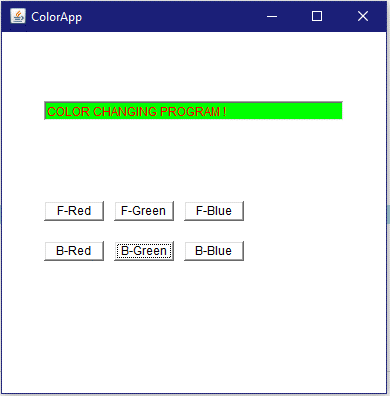 ColorApp
COLOR CHANGING PROGRAM !
F-Red F-Green F-Blue
B-Red B-Green B-Blue